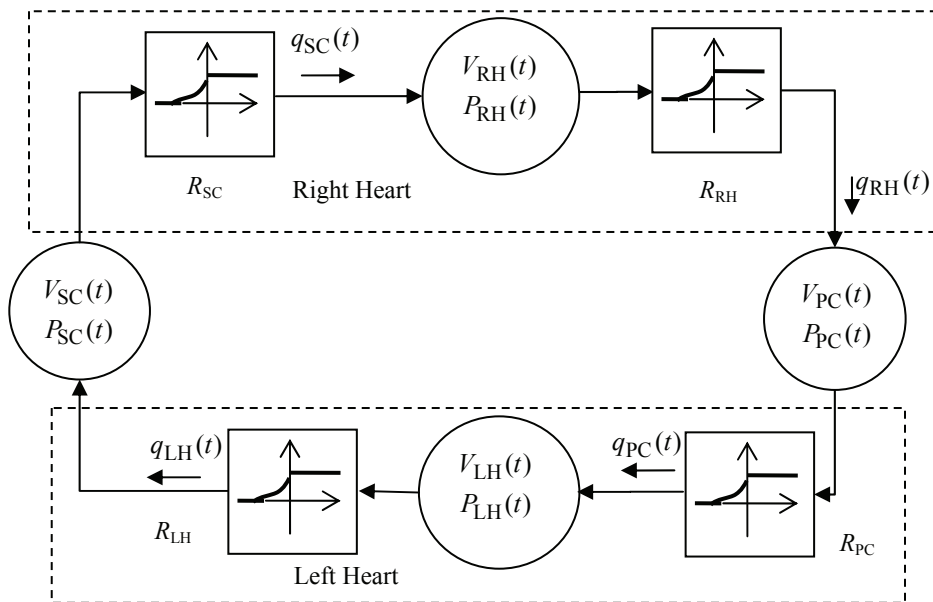 q_SC(t)
V_RH(t)
P_RH(t)
R_SC
Right Heart
R_RH
q_RH(t)
V_SC(t)
P_SC(t)
V_PC(t)
P_PC(t)
q_LH(t)
V_LH(t)
P_LH(t)
q_PC(t)
R_LH
R_PC
Left Heart